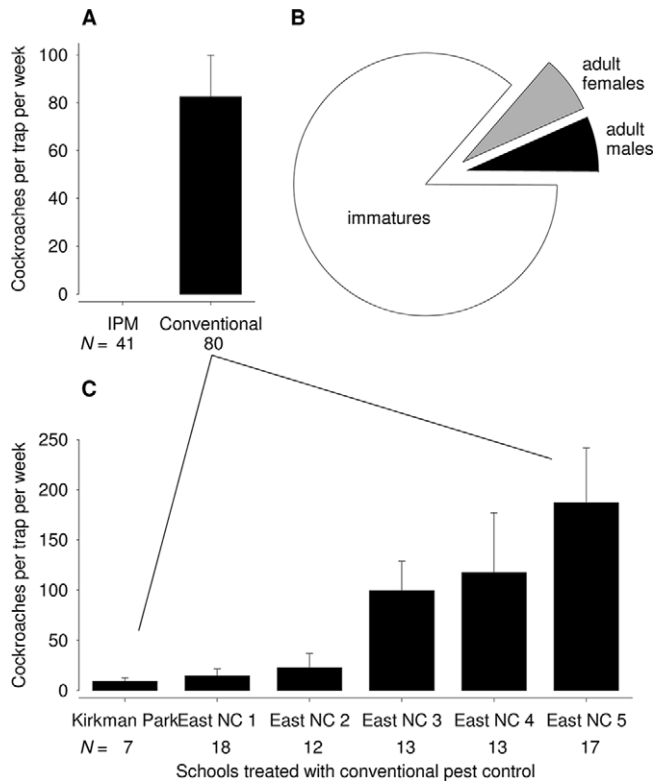 A
Cockroaches per trap per week
100
80
60
40
20
0
IPM Conventional
N = 41 80
B
adult
females
adult
males
immatures
C
Cockroaches per trap per week
250
200
150
100
50
0
Kirkman Park East NC 1 East NC 2 East NC 3 East NC 4 East NC 5
N = 7 18 12 13 13 17
Schools treated with conventional pest control